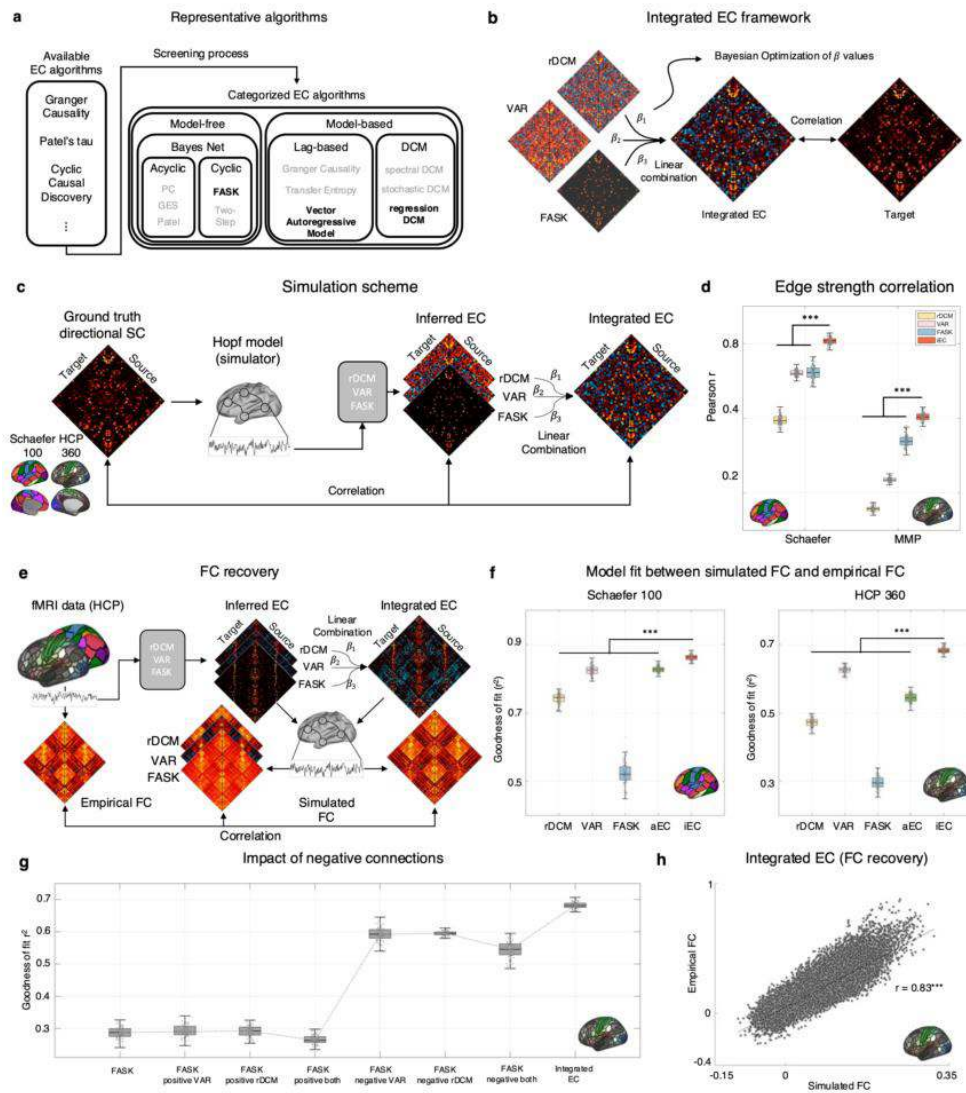 a
Representative algorithms
Available
EC algorithms
Granger
Causality
Patel's tau
Cyclic
Causal
Discovery
⋮
Screening process
Categorized EC algorithms
Model-free
Model-based
Bayes Net
Lag-based
DCM
Acyclic
PC
GES
Patel
Cyclic
FASK
Two-
Step
Granger Causality
Transfer Entropy
Vector
Autoregressive
Model
spectral DCM
stochastic DCM
regression
DCM
b
Integrated EC framework
rDCM
VAR
FASK
Bayesian Optimization of β values
β1
β2
β3
Linear
combination
Correlation
Integrated EC
Target
c
Simulation scheme
Ground truth
directional SC
Target
Source
Schaefer HCP
100 360
Hopf model
(simulator)
rDCM
VAR
FASK
Inferred EC
Target
Source
rDCM
VAR
FASK
β1
β2
β3
Linear
Combination
Integrated EC
Correlation
d
Edge strength correlation
Pearson r
0.8
0.4
0.2
***
***
rDCM
VAR
FASK
iEC
Schaefer
MMP
e
FC recovery
fMRI data (HCP)
rDCM
VAR
FASK
Inferred EC
Target
Source
Linear
Combination
rDCM
VAR
FASK
β1
β2
β3
Integrated EC
Target
Source
rDCM
VAR
FASK
Empirical FC
Simulated
FC
Correlation
f
Model fit between simulated FC and empirical FC
Schaefer 100
Goodness of fit (r²)
0.9
0.7
0.5
***
rDCM VAR FASK aEC iEC
HCP 360
Goodness of fit (r²)
0.7
0.5
0.3
***
rDCM VAR FASK aEC iEC
g
Impact of negative connections
Goodness of fit r²
0.7
0.6
0.5
0.4
0.3
FASK
FASK
positive VAR
FASK
positive rDCM
FASK
positive both
FASK
negative VAR
FASK
negative rDCM
FASK
negative both
Integrated
EC
h
Integrated EC (FC recovery)
Empirical FC
1
0
-0.4
r = 0.83***
-0.15
0
0.35
Simulated FC